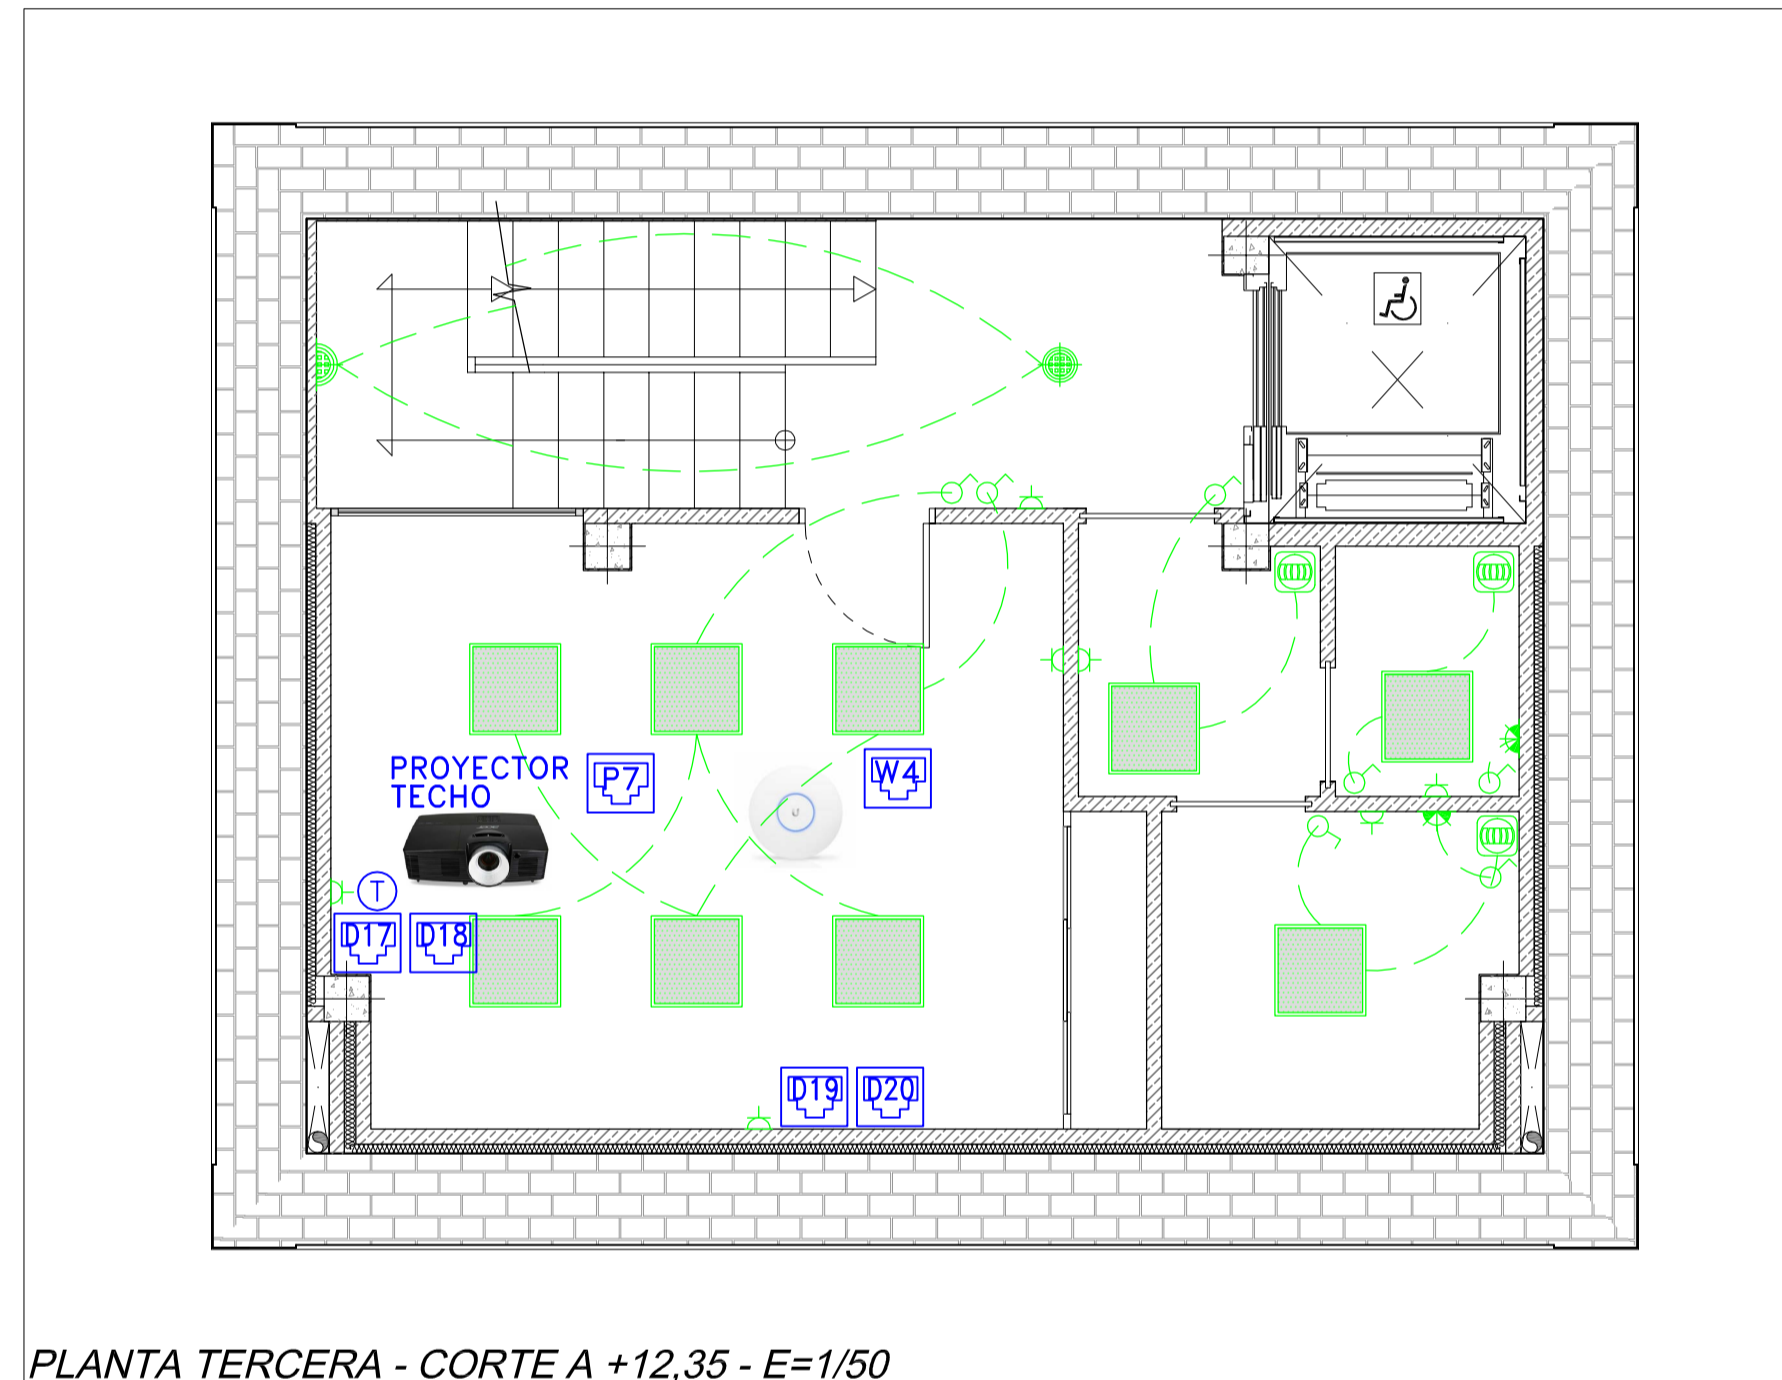 PROYECTOR
TECHO
P7
W4
T
D17
D18
D19
D20
PLANTA TERCERA - CORTE A +12,35 - E=1/50